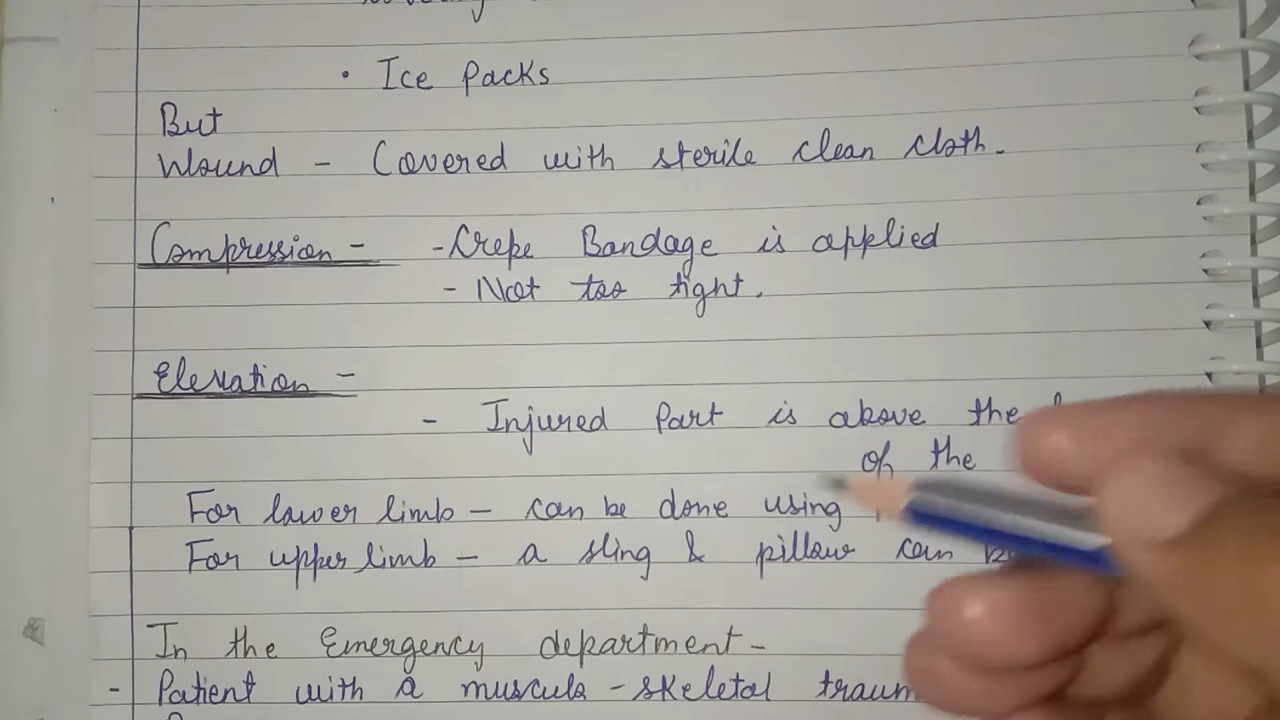 • Ice Packs
But
Wound - Covered with sterile clean cloth.
Compression - - Crepe Bandage is applied
- Not too tight.
Elevation -
- Injured Part is above the
of the
For lower limb - can be done using
For upper limb - a sling & pillow can
In the Emergency department -
- Patient with a musculo-skeletal